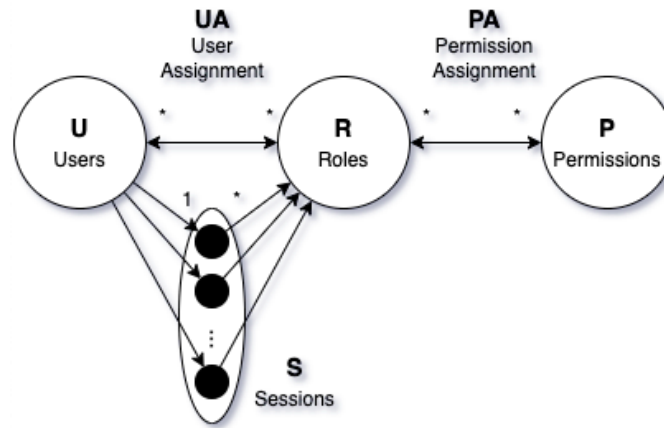 UA
User
Assignment
PA
Permission
Assignment
U
Users
*
*
R
Roles
*
*
P
Permissions
1
*
...
S
Sessions